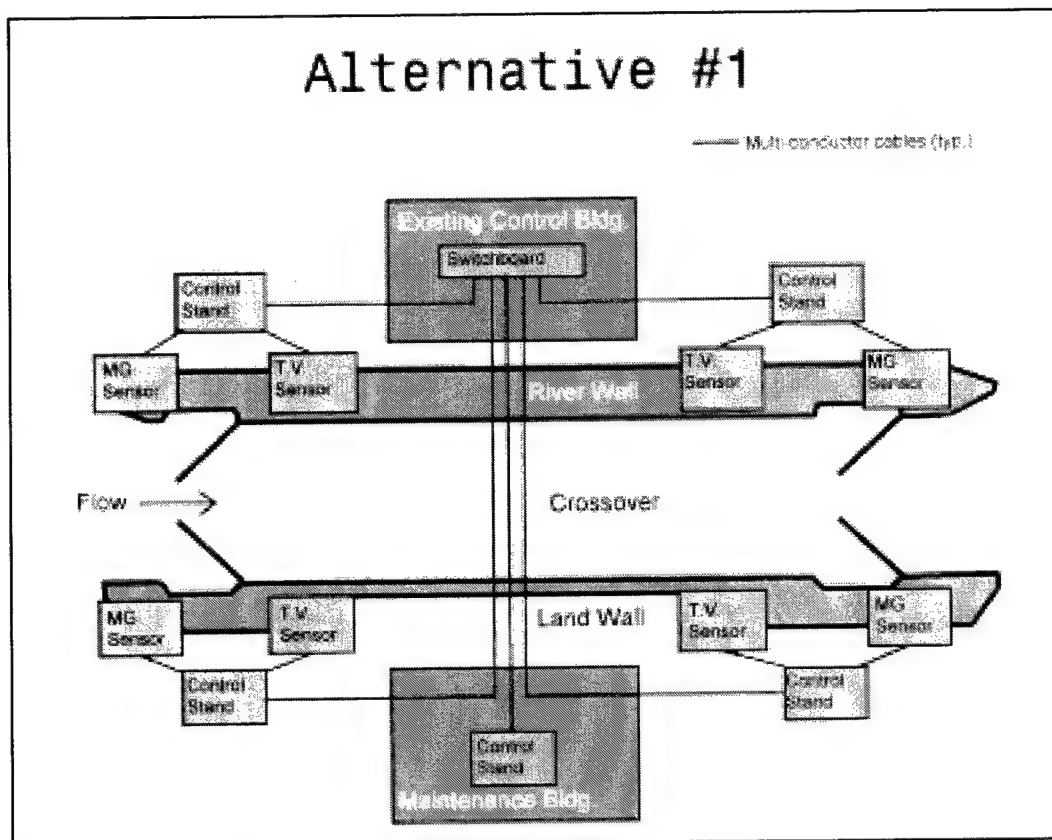 Alternative #1
Multi-conductor cables (typ.)
Existing Control Bldg.
Switchboard
Control
Stand
Control
Stand
MG
Sensor
T.V.
Sensor
River Wall
T.V.
Sensor
MG
Sensor
Flow
Crossover
MG
Sensor
T.V.
Sensor
Land Wall
T.V.
Sensor
MG
Sensor
Control
Stand
Control
Stand
Control
Stand
Maintenance Bldg.